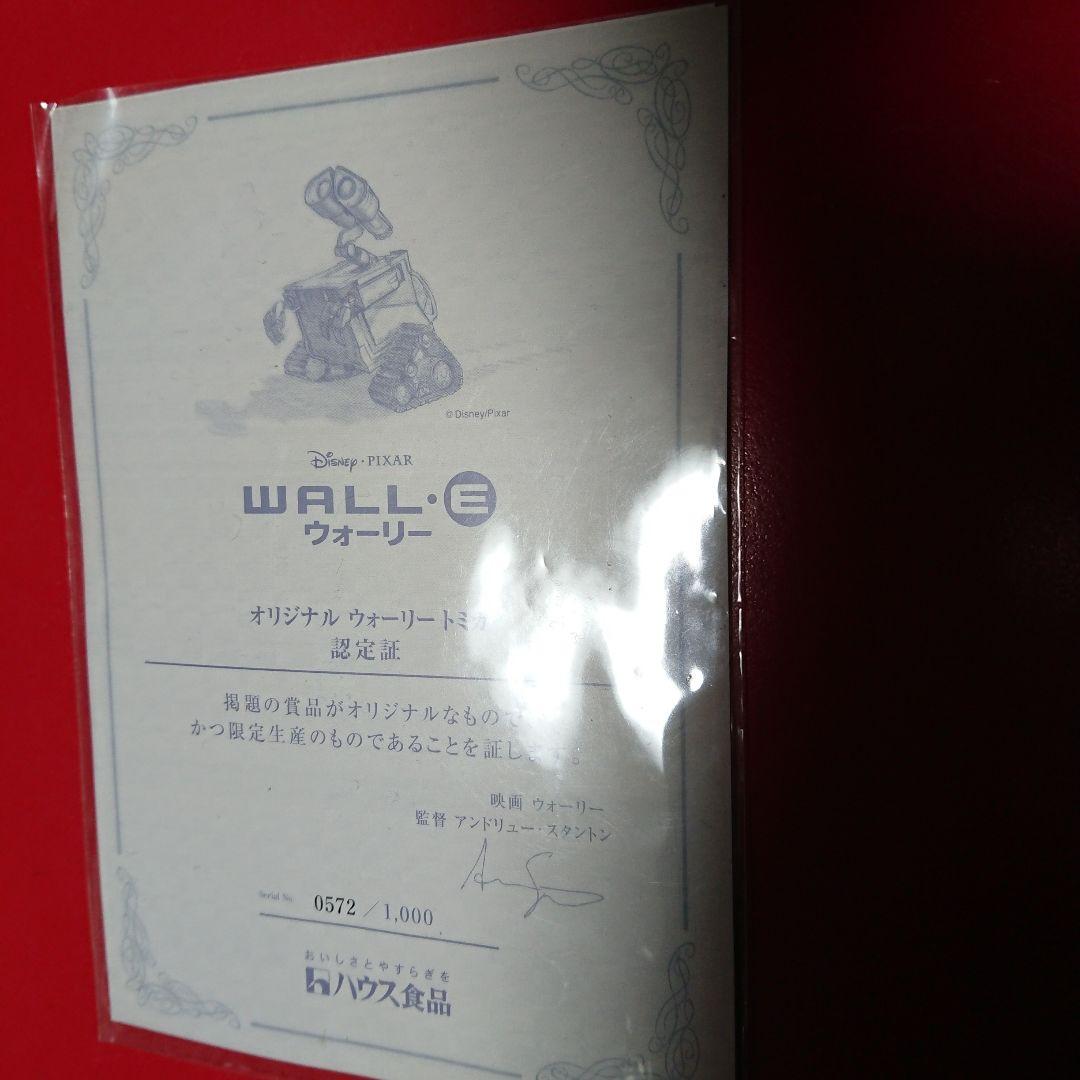 © Disney/Pixar
Disney · PIXAR
WALL·E
ウォーリー
オリジナル ウォーリー トミカ
認定証
掲題の賞品がオリジナルなもので
かつ限定生産のものであることを証します。
映画 ウォーリー
監督 アンドリュー・スタントン
Serial No. 0572 / 1,000
おいしさとやすらぎを
ハウス食品